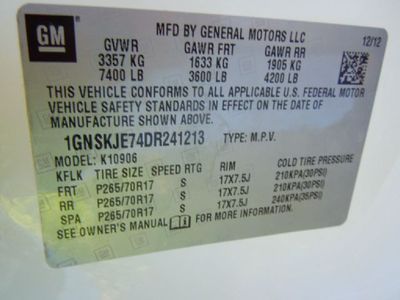 GM
MFD BY GENERAL MOTORS LLC
12/12
GVWR GAWR FRT GAWR RR
3357 KG 1633 KG 1905 KG
7400 LB 3600 LB 4200 LB
THIS VEHICLE CONFORMS TO ALL APPLICABLE U.S. FEDERAL MOTOR
VEHICLE SAFETY STANDARDS IN EFFECT ON THE DATE OF
MANUFACTURE SHOWN ABOVE.
1GNSKJE74DR241213 TYPE: M.P.V.
MODEL: K10906
KFLK TIRE SIZE SPEED RTG RIM COLD TIRE PRESSURE
FRT P265/70R17 S 17X7.5J 210KPA(30PSI)
RR P265/70R17 S 17X7.5J 210KPA(30PSI)
SPA P265/70R17 S 17X7.5J 240KPA(35PSI)
SEE OWNER'S MANUAL FOR MORE INFORMATION.